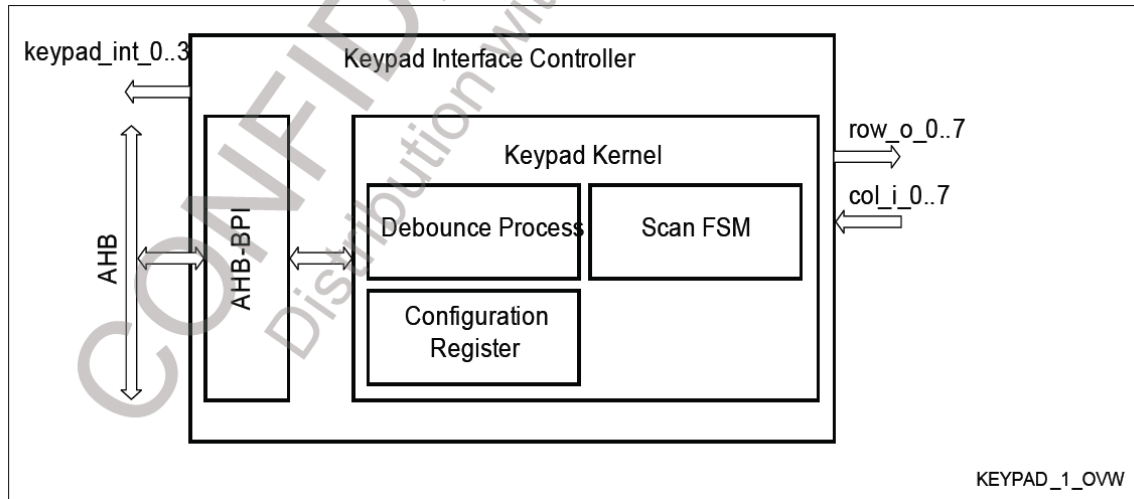 keypad_int_0..3
Keypad Interface Controller
row_o_0..7
Keypad Kernel
col_i_0..7
Debounce Process
Scan FSM
AHB
AHB-BPI
Configuration
Register
KEYPAD_1_OVW
Distribution